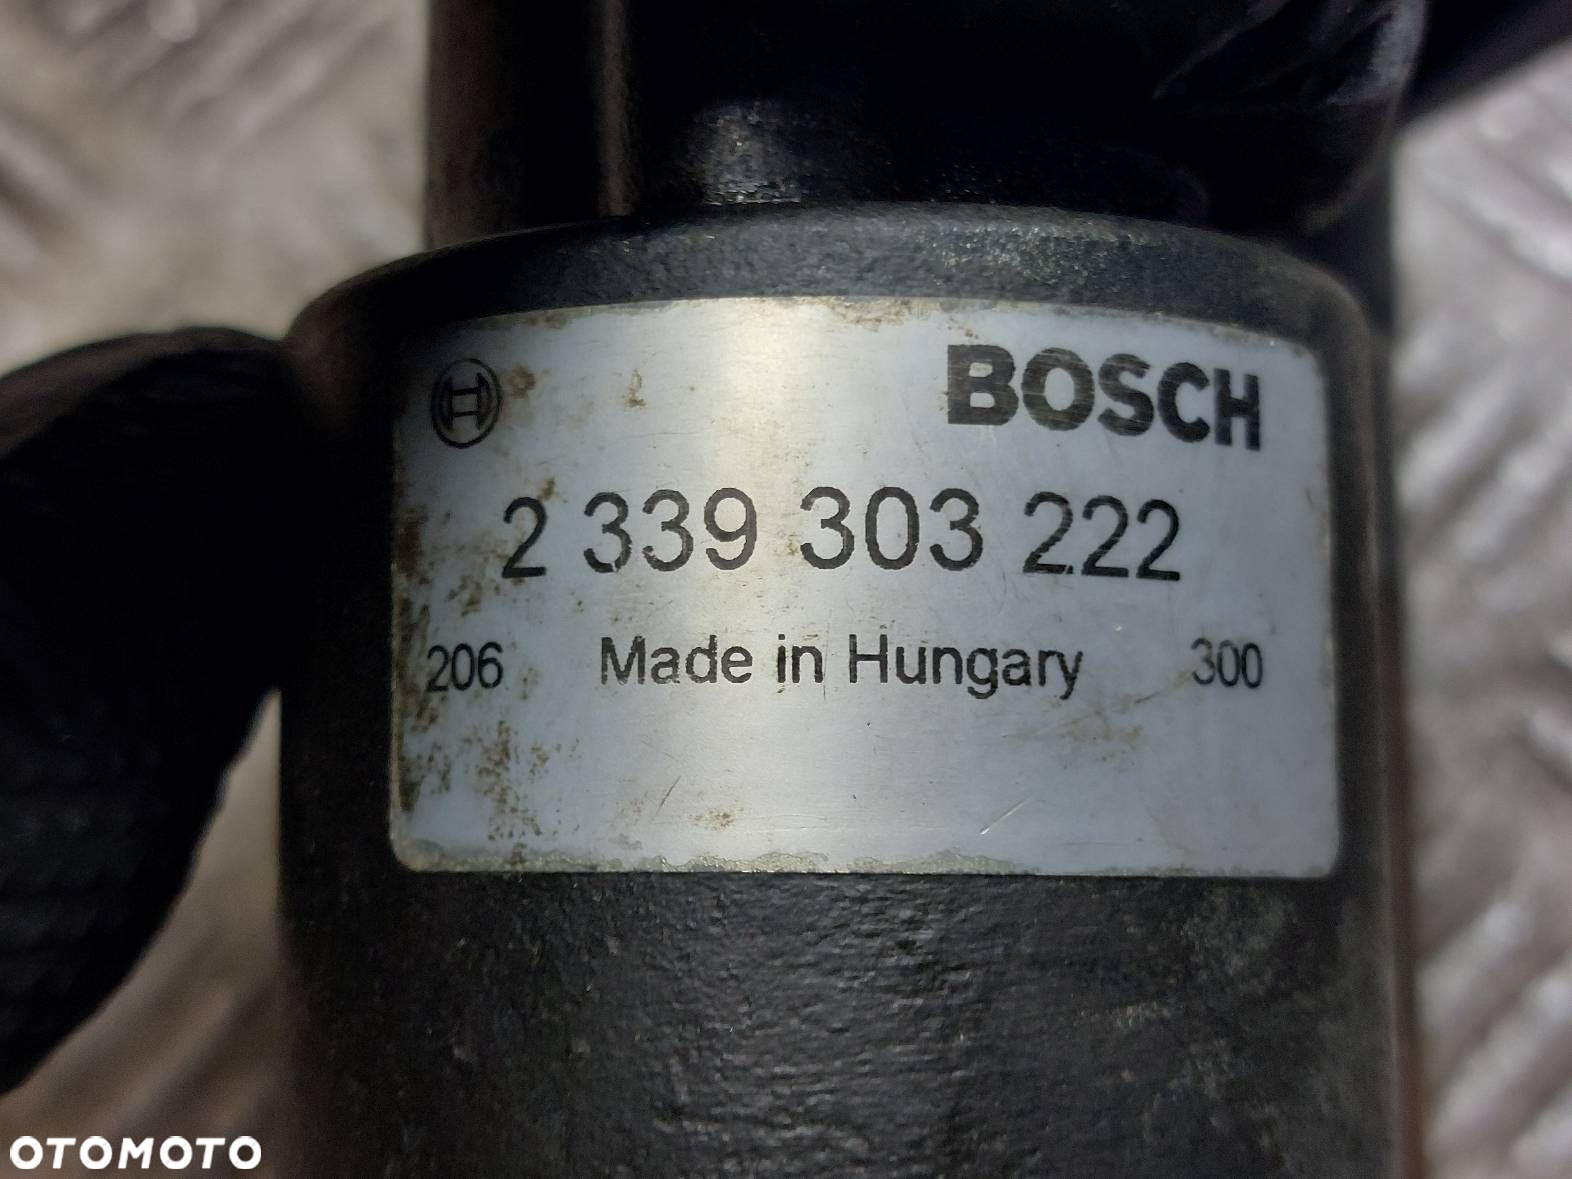 BOSCH
2 339 303 222
206 Made in Hungary 300
OTOMOTO